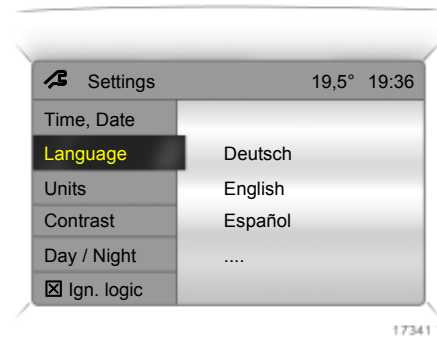 Settings 19,5° 19:36
Time, Date
Language Deutsch
Units English
Contrast Español
Day / Night ....
☒ Ign. logic
17341